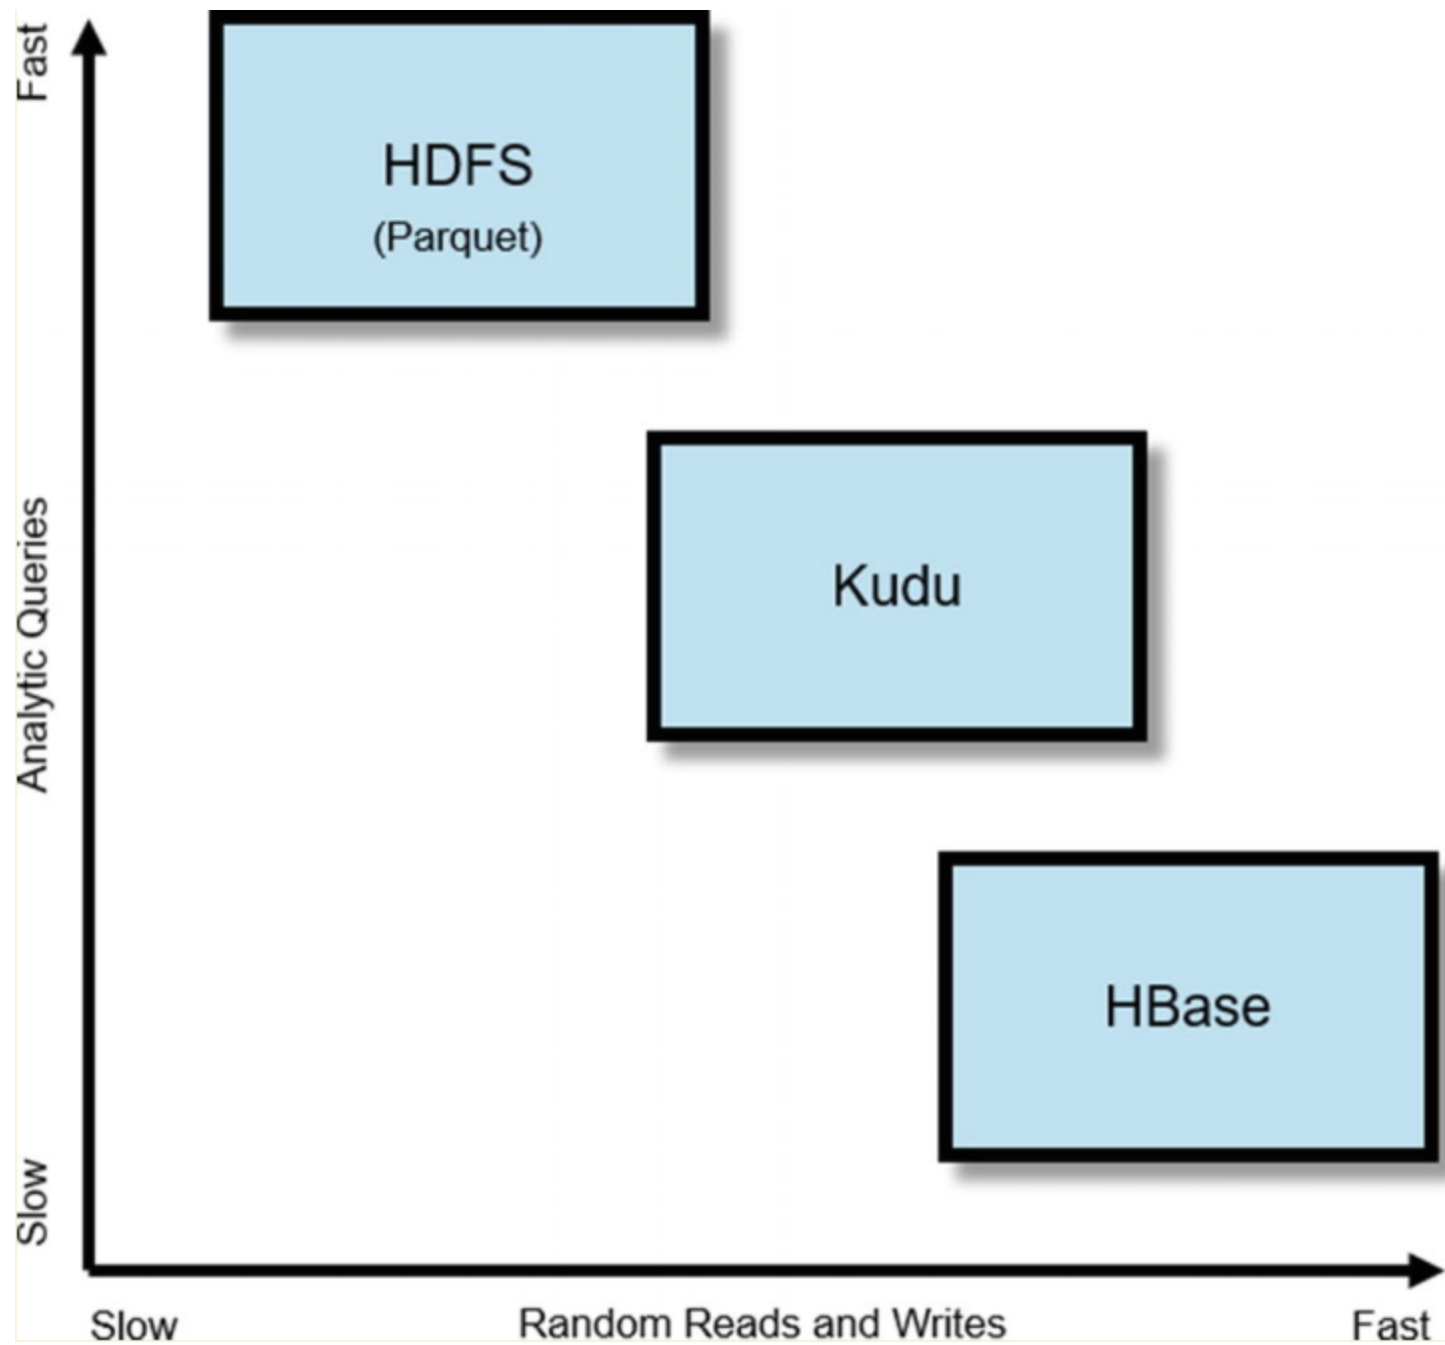 Fast
HDFS
(Parquet)
Analytic Queries
Kudu
HBase
Slow
Slow
Random Reads and Writes
Fast